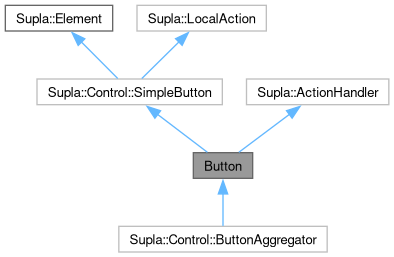 Supla::Element
Supla::LocalAction
Supla::Control::SimpleButton
Supla::ActionHandler
Button
Supla::Control::ButtonAggregator